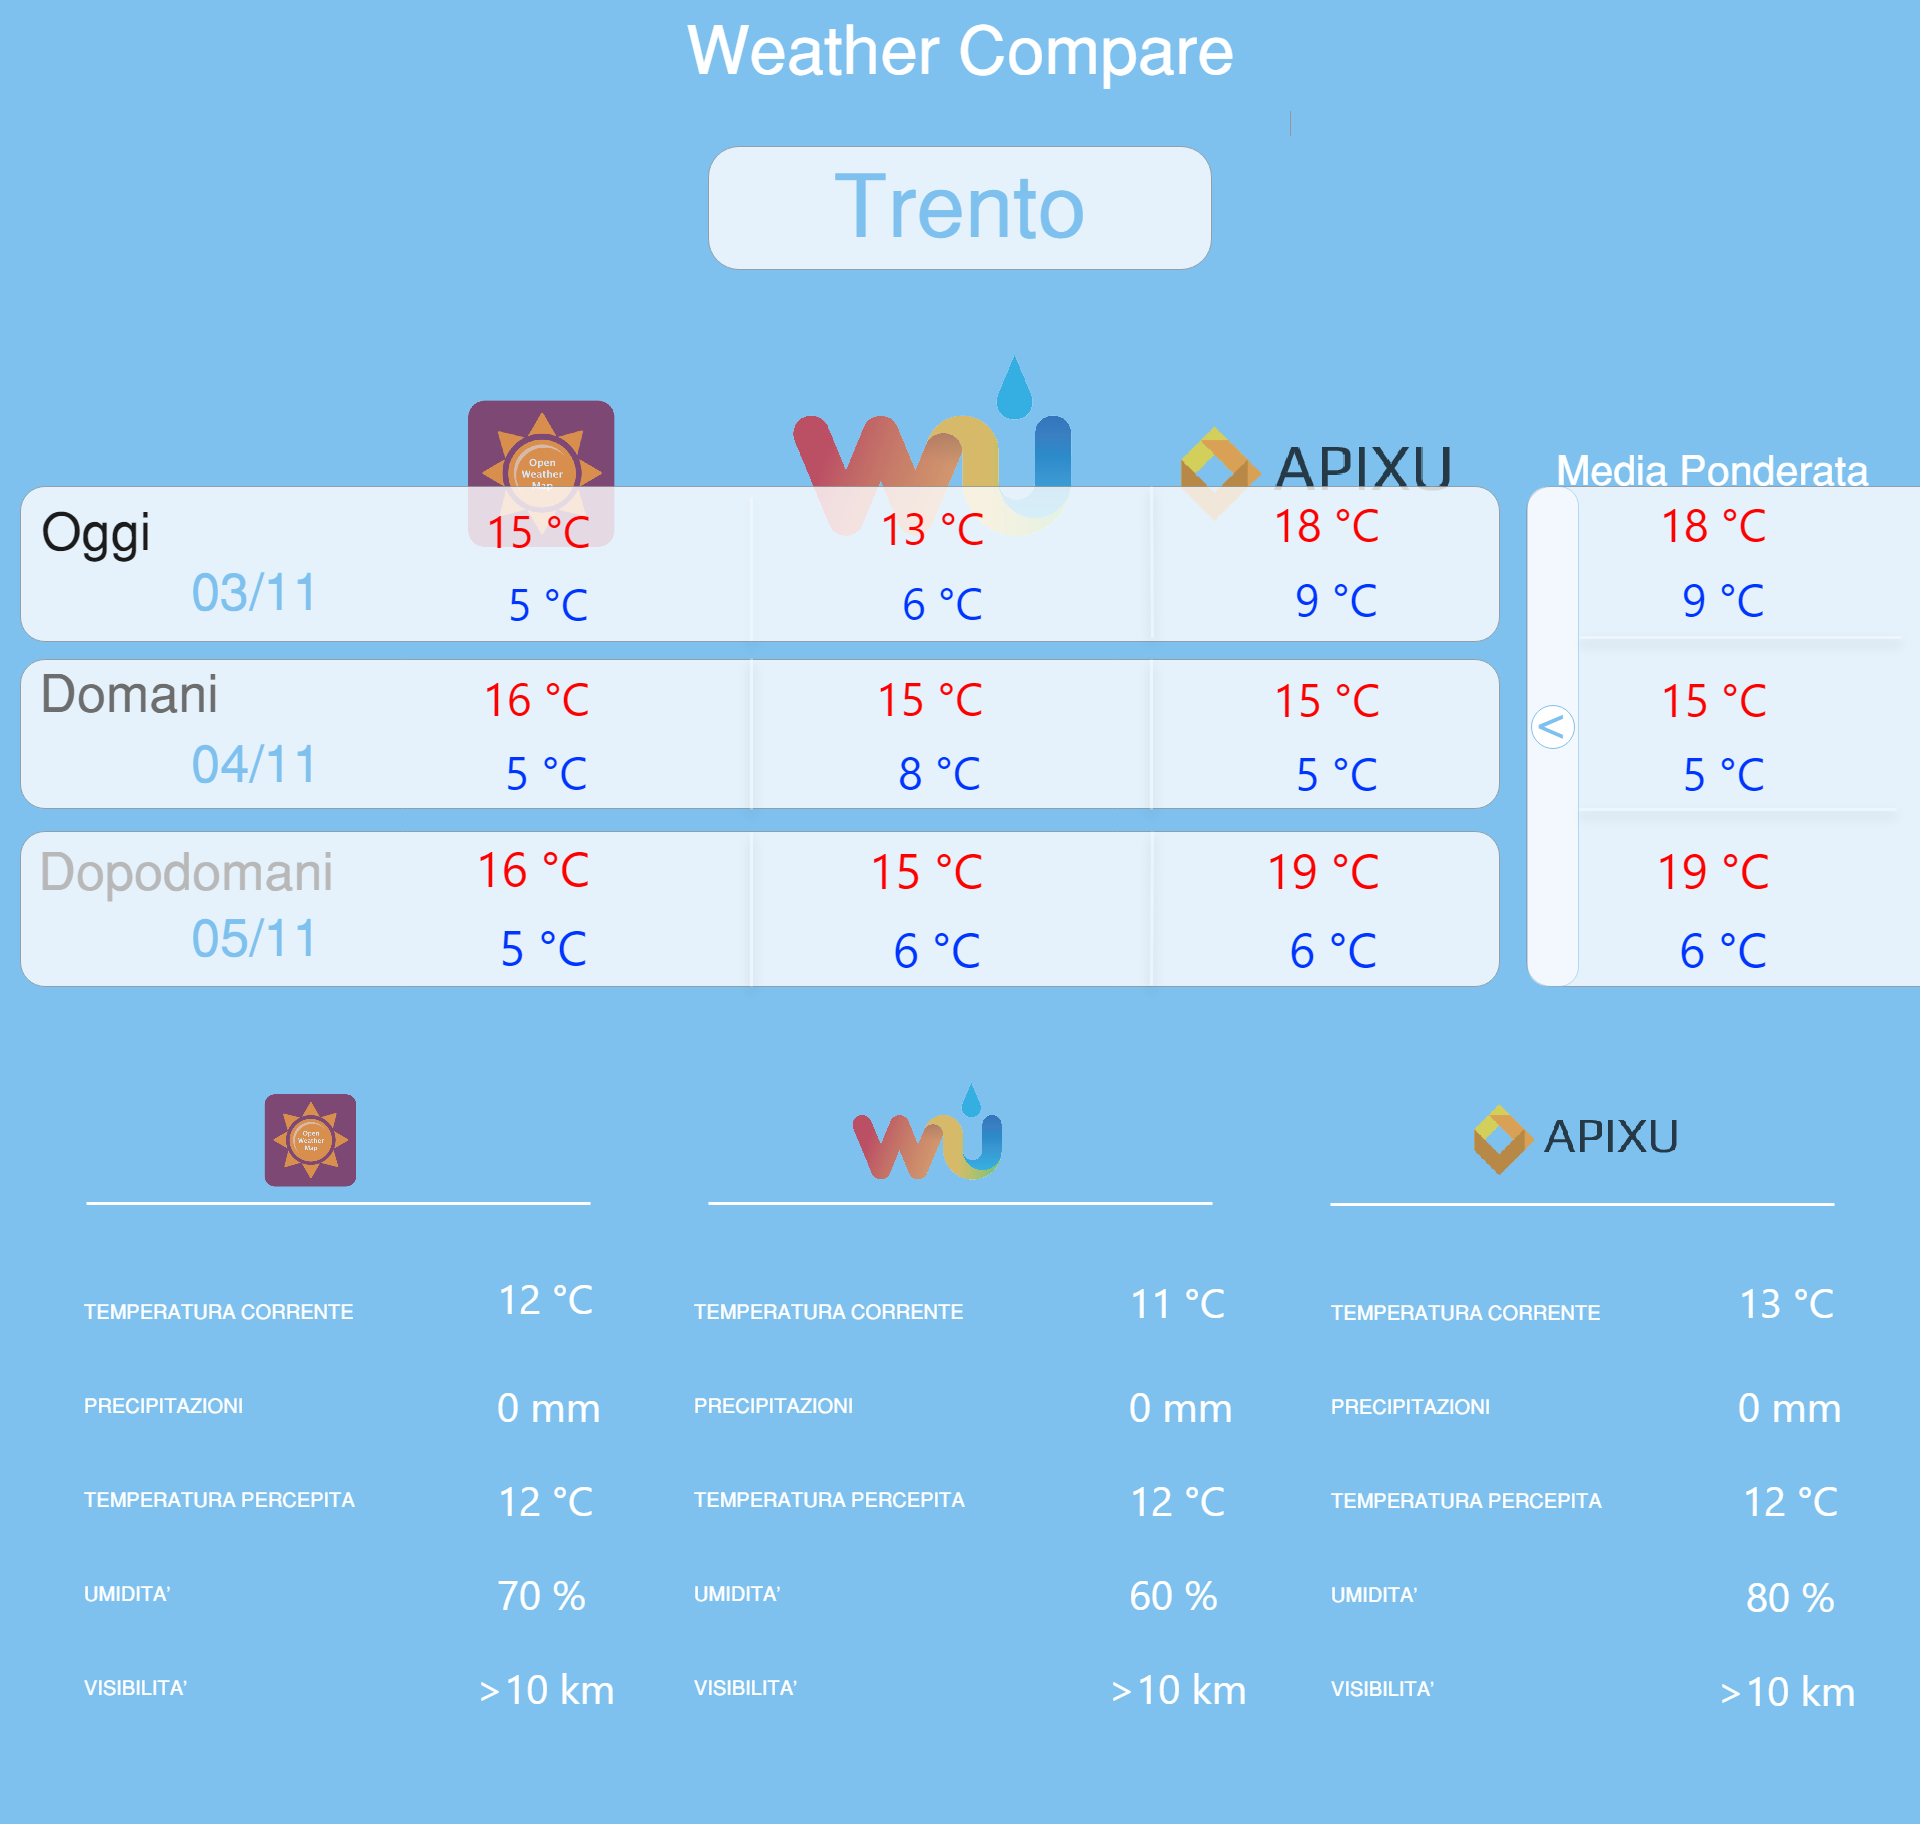 Weather Compare
Trento
Open
Weather
Map
wu
APIXU
Media Ponderata
Oggi
03/11
15 °C
5 °C
13 °C
6 °C
18 °C
9 °C
18 °C
9 °C
Domani
04/11
16 °C
5 °C
15 °C
8 °C
15 °C
5 °C
<
15 °C
5 °C
Dopodomani
05/11
16 °C
5 °C
15 °C
6 °C
19 °C
6 °C
19 °C
6 °C
Open
Weather
Map
TEMPERATURA CORRENTE 12 °C
PRECIPITAZIONI 0 mm
TEMPERATURA PERCEPITA 12 °C
UMIDITA' 70 %
VISIBILITA' >10 km
wu
TEMPERATURA CORRENTE 11 °C
PRECIPITAZIONI 0 mm
TEMPERATURA PERCEPITA 12 °C
UMIDITA' 60 %
VISIBILITA' >10 km
APIXU
TEMPERATURA CORRENTE 13 °C
PRECIPITAZIONI 0 mm
TEMPERATURA PERCEPITA 12 °C
UMIDITA' 80 %
VISIBILITA' >10 km